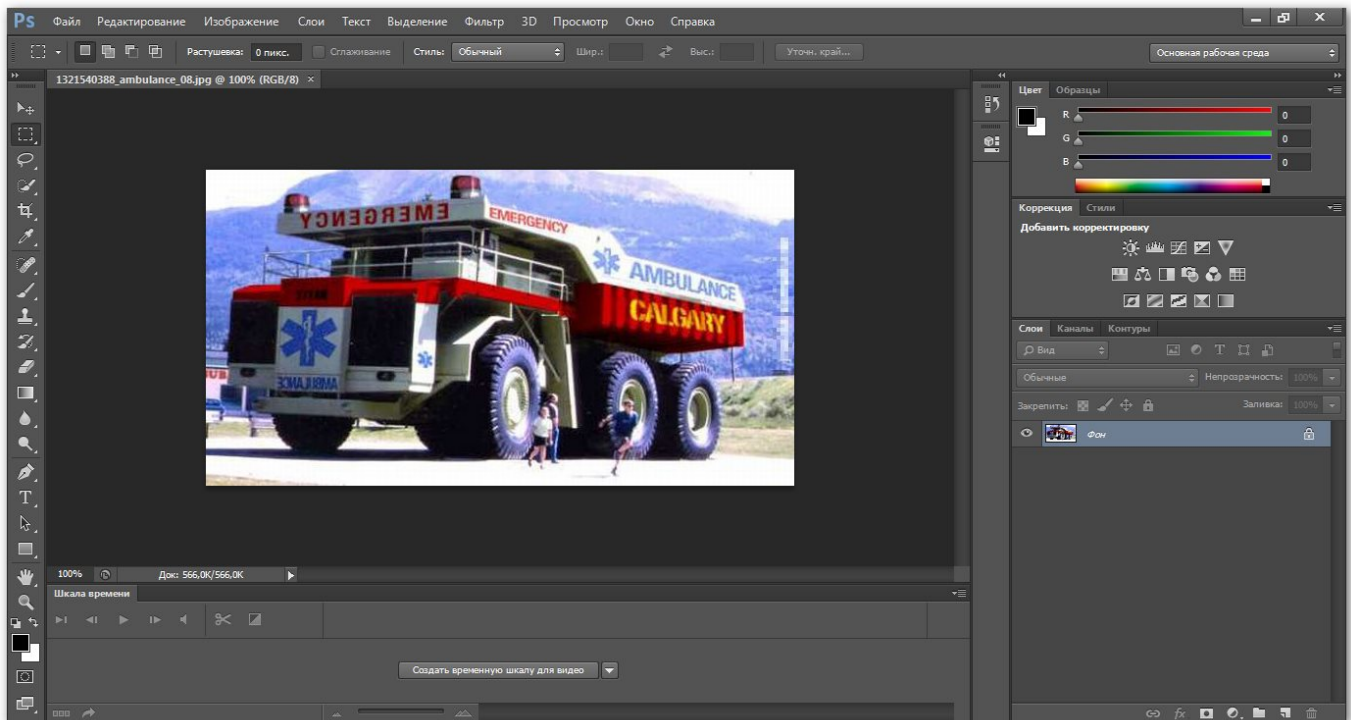 Ps Файл Редактирование Изображение Слои Текст Выделение Фильтр 3D Просмотр Окно Справка
Растушевка: 0 пикс. Сглаживание Стиль: Обычный Шир.: Выс.: Уточн. край... Основная рабочая среда
1321540388_ambulance_08.jpg @ 100% (RGB/8) ×
Цвет Образцы
R 0
G 0
B 0
Коррекция Стили
Добавить корректировку
Слои Каналы Контуры
Вид
Обычные Непрозрачность: 100%
Закрепить: Заливка: 100%
Фон
EMERGENCY
EMERGENCY
AMBULANCE
CALGARY
AMBULANCE
100% Док: 566,0K/566,0K
Шкала времени
Создать временную шкалу для видео
fx